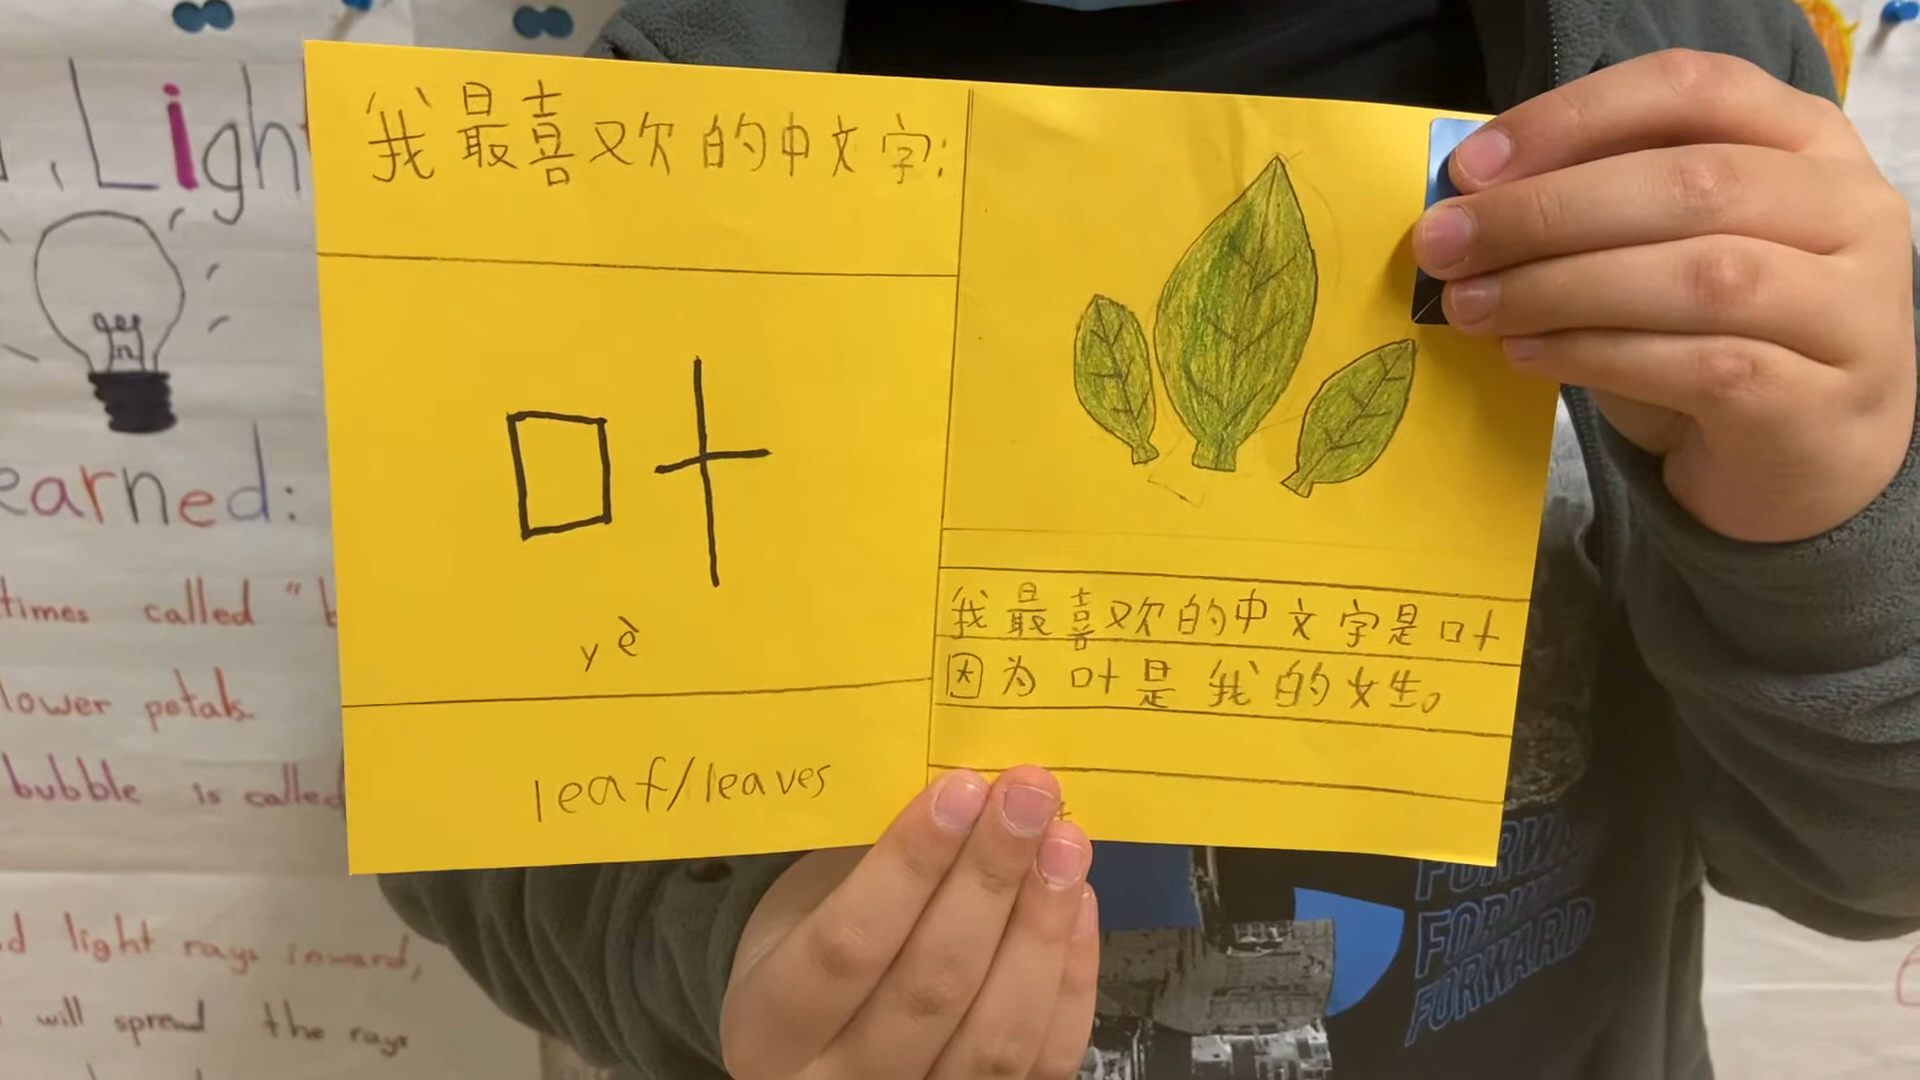 Light
earned:
times called "b
lower petals.
bubble is called
d light rays inward,
will spread the rays
我最喜欢的中文字:
叶
yè
leaf/leaves
我最喜欢的中文字是叶
因为叶是我的女生。
FORWARD
FORWARD
FORWARD